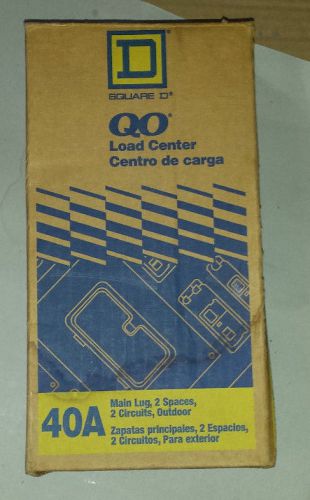 D
SQUARE D®
QO®
Load Center
Centro de carga
40A
Main Lug, 2 Spaces,
2 Circuits, Outdoor
Zapatas principales, 2 Espacios,
2 Circuitos, Para exterior